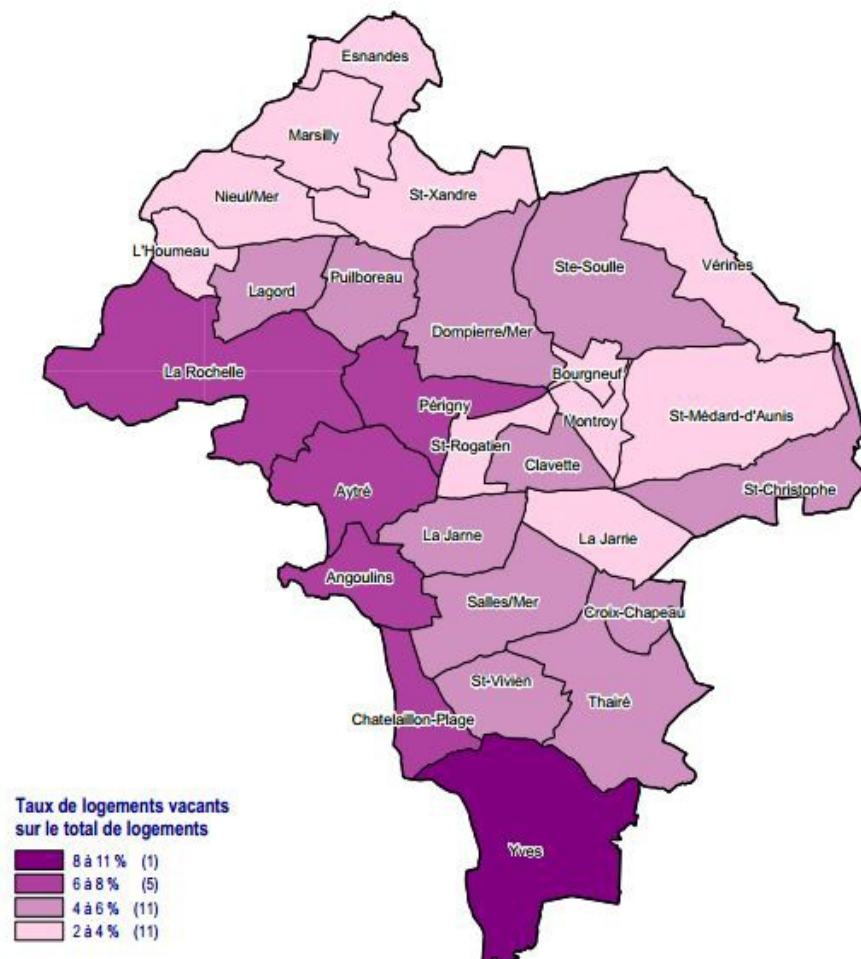 Esnandes
Marsilly
Nieul/Mer
St-Xandre
L'Houmeau
Lagord
Puilboreau
Ste-Soulle
Vérines
Dompierre/Mer
La Rochelle
Bourgneuf
Périgny
St-Médard-d'Aunis
Montroy
St-Rogatien
Clavette
Aytré
St-Christophe
La Jarne
La Jarrie
Angoulins
Salles/Mer
Croix-Chapeau
St-Vivien
Thairé
Chatelaillon-Plage
Yves
Taux de logements vacants
sur le total de logements
8 à 11 % (1)
6 à 8 % (5)
4 à 6 % (11)
2 à 4 % (11)